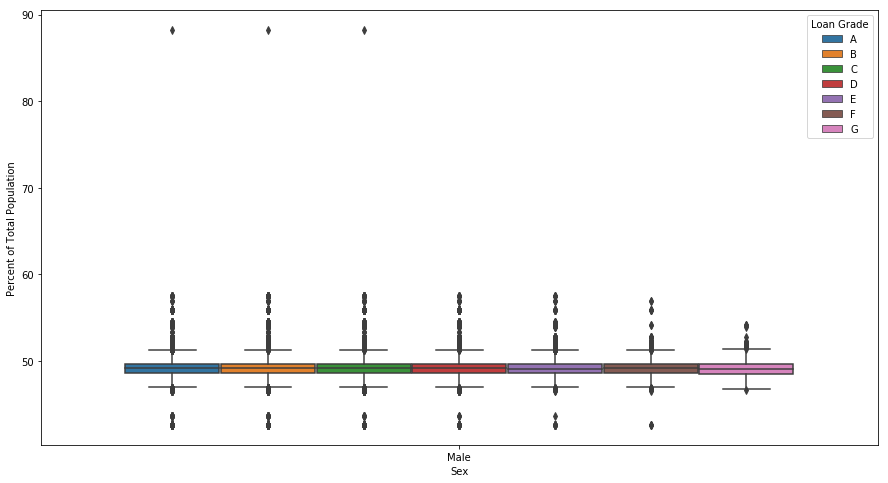 90
80
70
60
50
Percent of Total Population
Male
Sex
Loan Grade
A
B
C
D
E
F
G